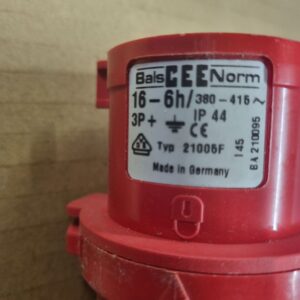 Bals CEE Norm
16-6h/380-415~
3P+⏚ IP 44
CE
Typ 21005F
Made in Germany
145
BA 210095